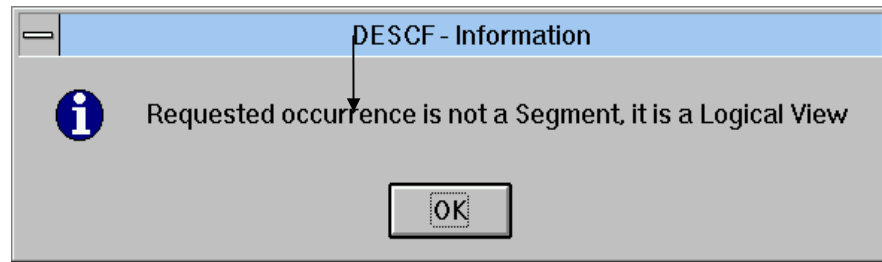 DESCF - Information
Requested occurrence is not a Segment, it is a Logical View
OK